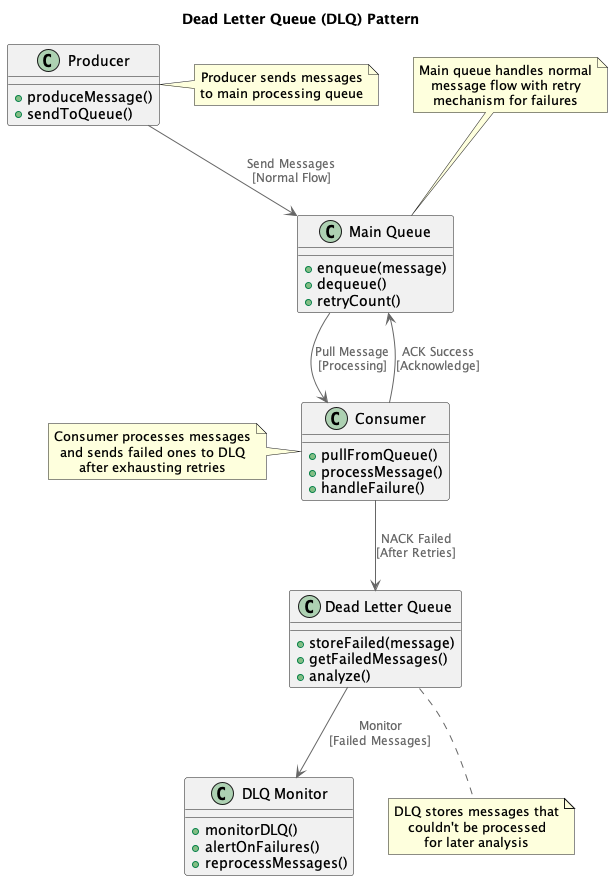 Dead Letter Queue (DLQ) Pattern
C Producer
produceMessage()
sendToQueue()
Producer sends messages
to main processing queue
Main queue handles normal
message flow with retry
mechanism for failures
Send Messages
[Normal Flow]
C Main Queue
enqueue(message)
dequeue()
retryCount()
Pull Message
[Processing]
ACK Success
[Acknowledge]
Consumer processes messages
and sends failed ones to DLQ
after exhausting retries
C Consumer
pullFromQueue()
processMessage()
handleFailure()
NACK Failed
[After Retries]
C Dead Letter Queue
storeFailed(message)
getFailedMessages()
analyze()
Monitor
[Failed Messages]
C DLQ Monitor
monitorDLQ()
alertOnFailures()
reprocessMessages()
DLQ stores messages that
couldn't be processed
for later analysis